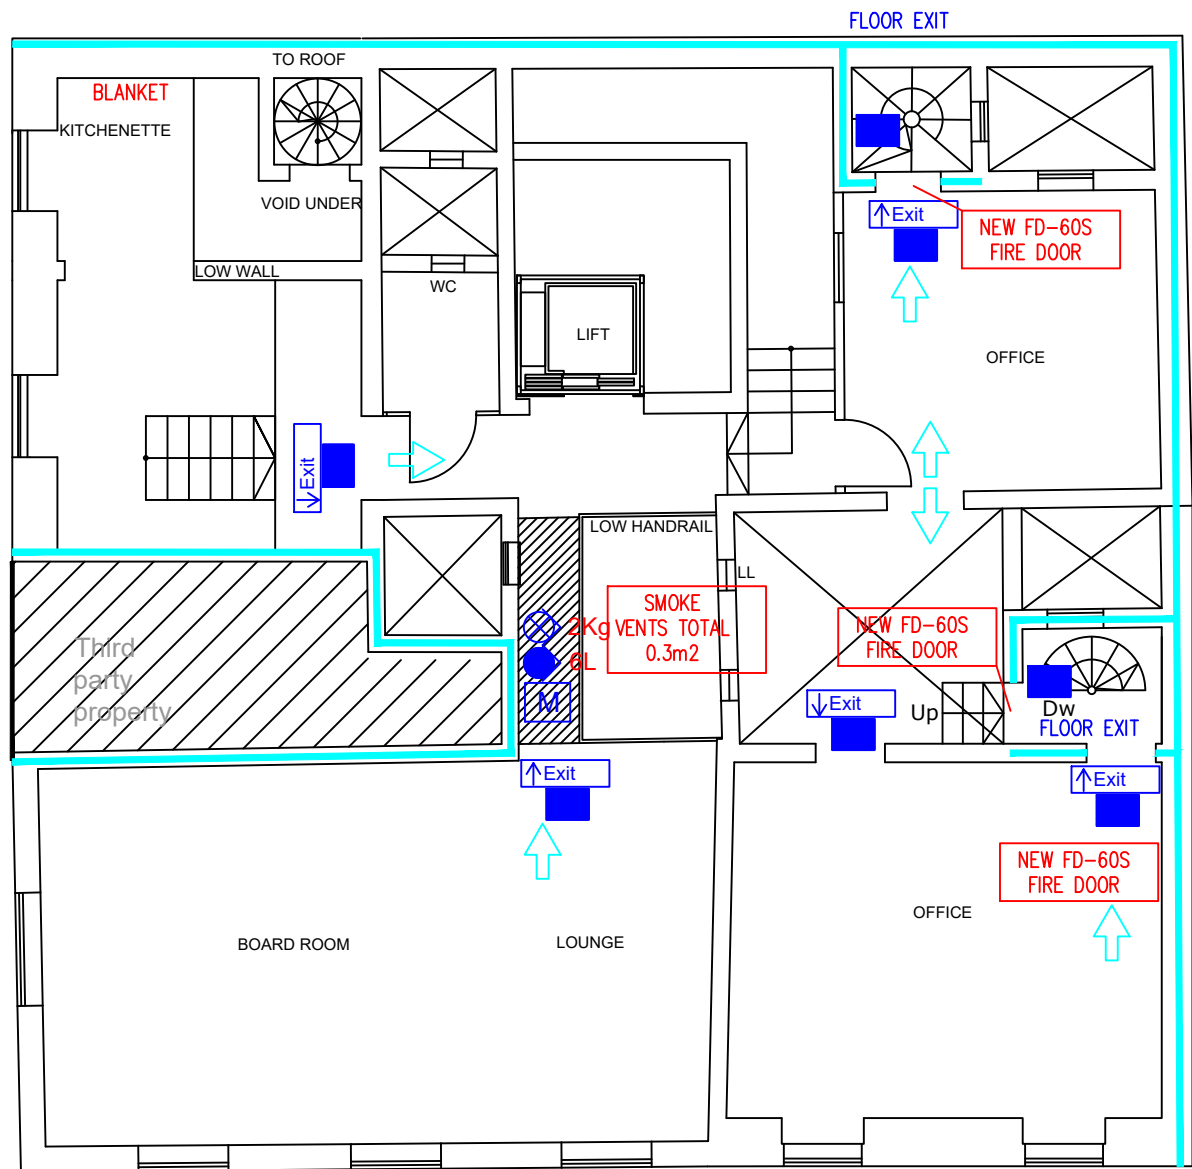 FLOOR EXIT
TO ROOF
BLANKET
KITCHENETTE
VOID UNDER
Exit
NEW FD-60S
FIRE DOOR
LOW WALL
WC
LIFT
OFFICE
Exit
LOW HANDRAIL
LL
SMOKE
VENTS TOTAL
0.3m2
2Kg
6L
M
NEW FD-60S
FIRE DOOR
Third
party
property
Exit
Up
Dw
FLOOR EXIT
Exit
Exit
NEW FD-60S
FIRE DOOR
OFFICE
BOARD ROOM
LOUNGE